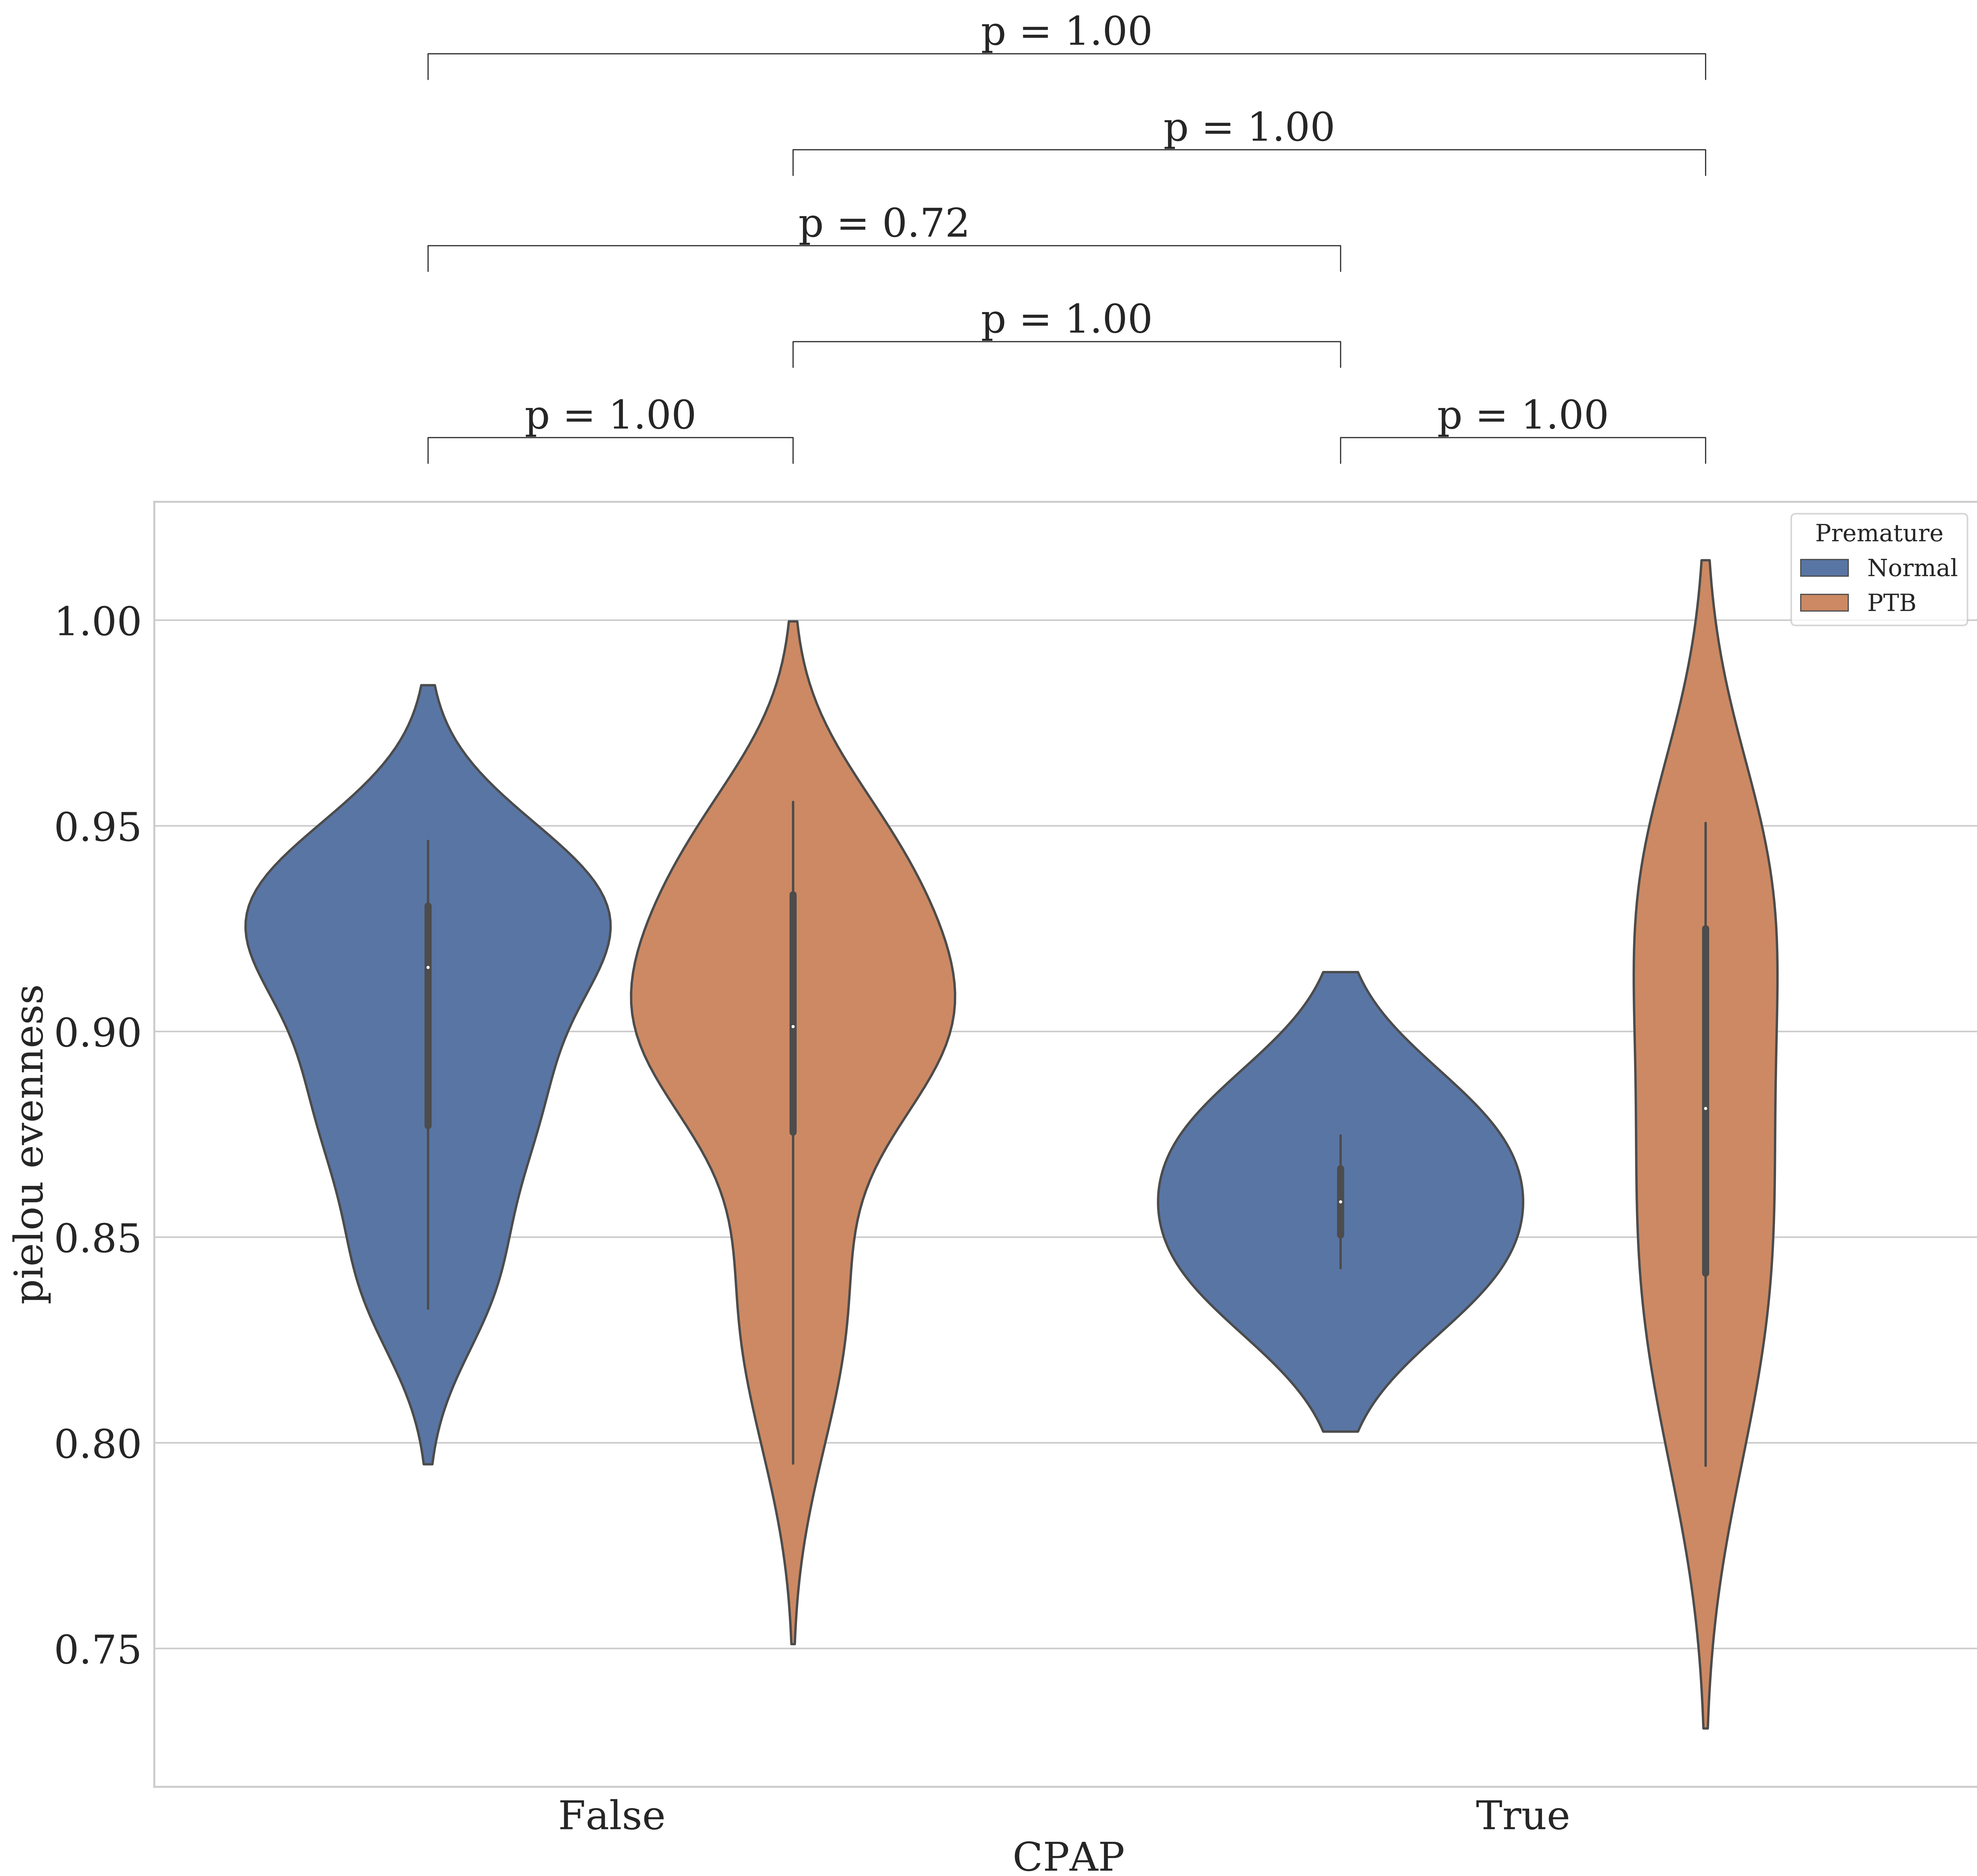 p = 1.00
p = 1.00
p = 0.72
p = 1.00
p = 1.00
p = 1.00
Premature
Normal
PTB
1.00
0.95
0.90
0.85
0.80
0.75
pielou evenness
False
True
CPAP